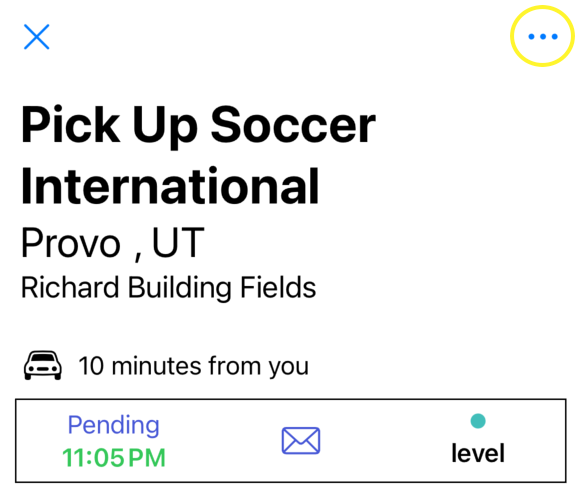 Pick Up Soccer
International
Provo , UT
Richard Building Fields
10 minutes from you
Pending
11:05 PM
level